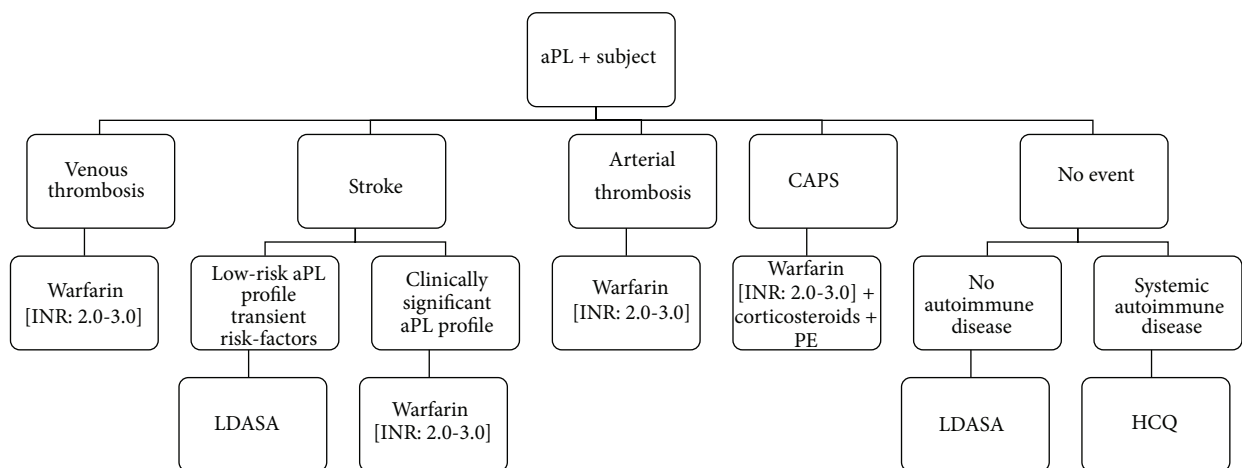 aPL + subject
Venous
thrombosis
Stroke
Arterial
thrombosis
CAPS
No event
Warfarin
[INR: 2.0-3.0]
Low-risk aPL
profile
transient
risk-factors
Clinically
significant
aPL profile
Warfarin
[INR: 2.0-3.0]
Warfarin
[INR: 2.0-3.0] +
corticosteroids +
PE
No
autoimmune
disease
Systemic
autoimmune
disease
LDASA
Warfarin
[INR: 2.0-3.0]
LDASA
HCQ